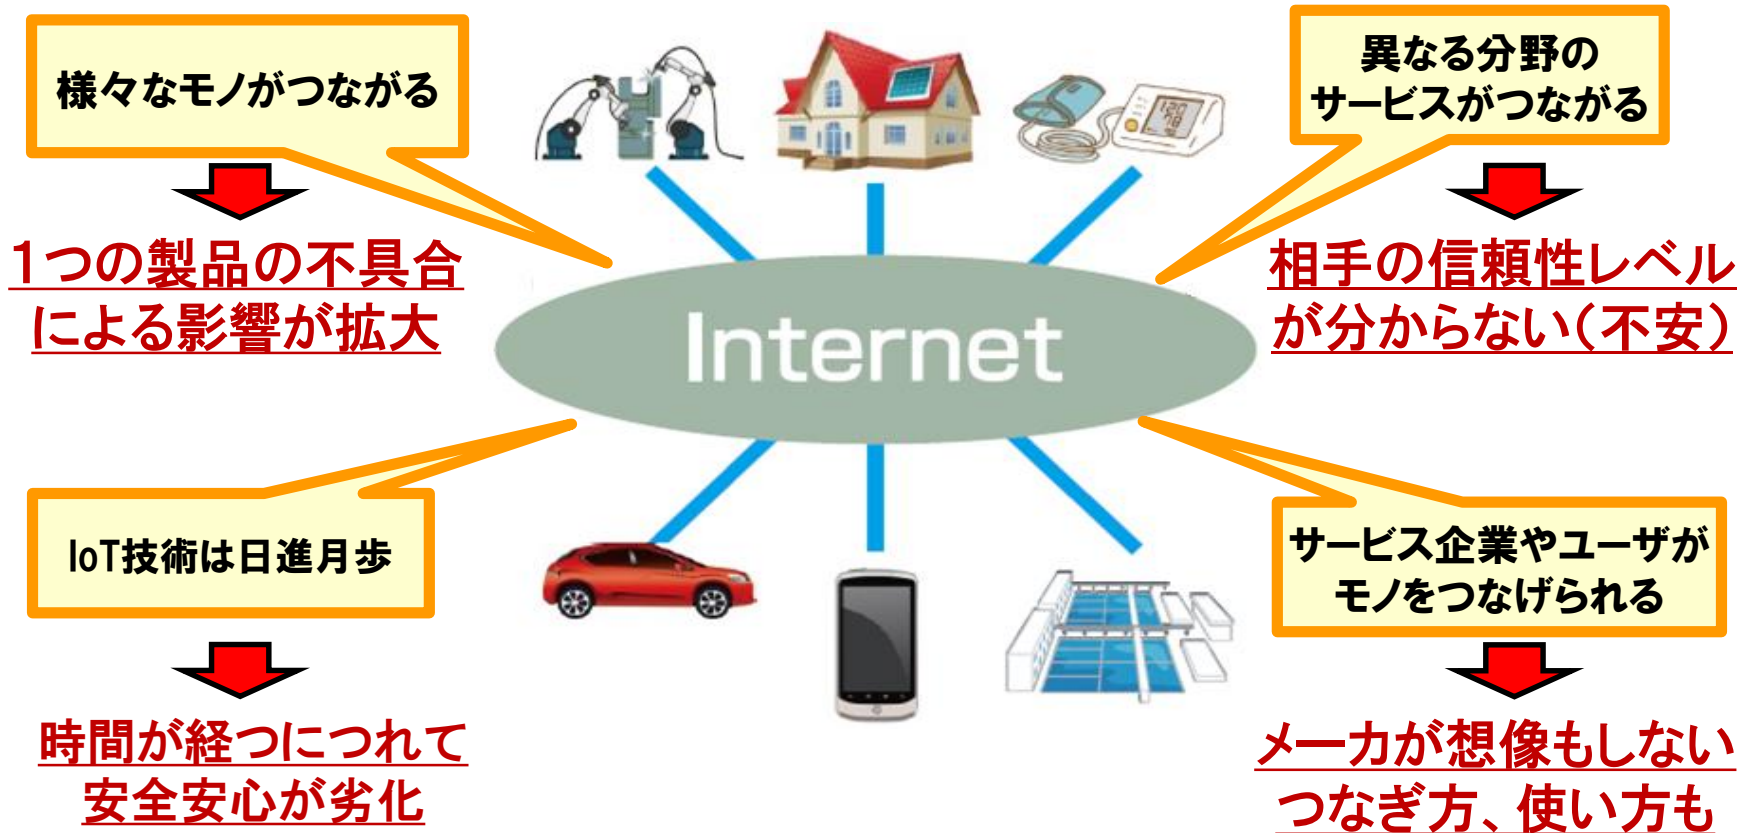 様々なモノがつながる
1つの製品の不具合
による影響が拡大
異なる分野の
サービスがつながる
相手の信頼性レベル
が分からない(不安)
Internet
IoT技術は日進月歩
時間が経つにつれて
安全安心が劣化
サービス企業やユーザが
モノをつなげられる
メーカが想像もしない
つなぎ方、使い方も